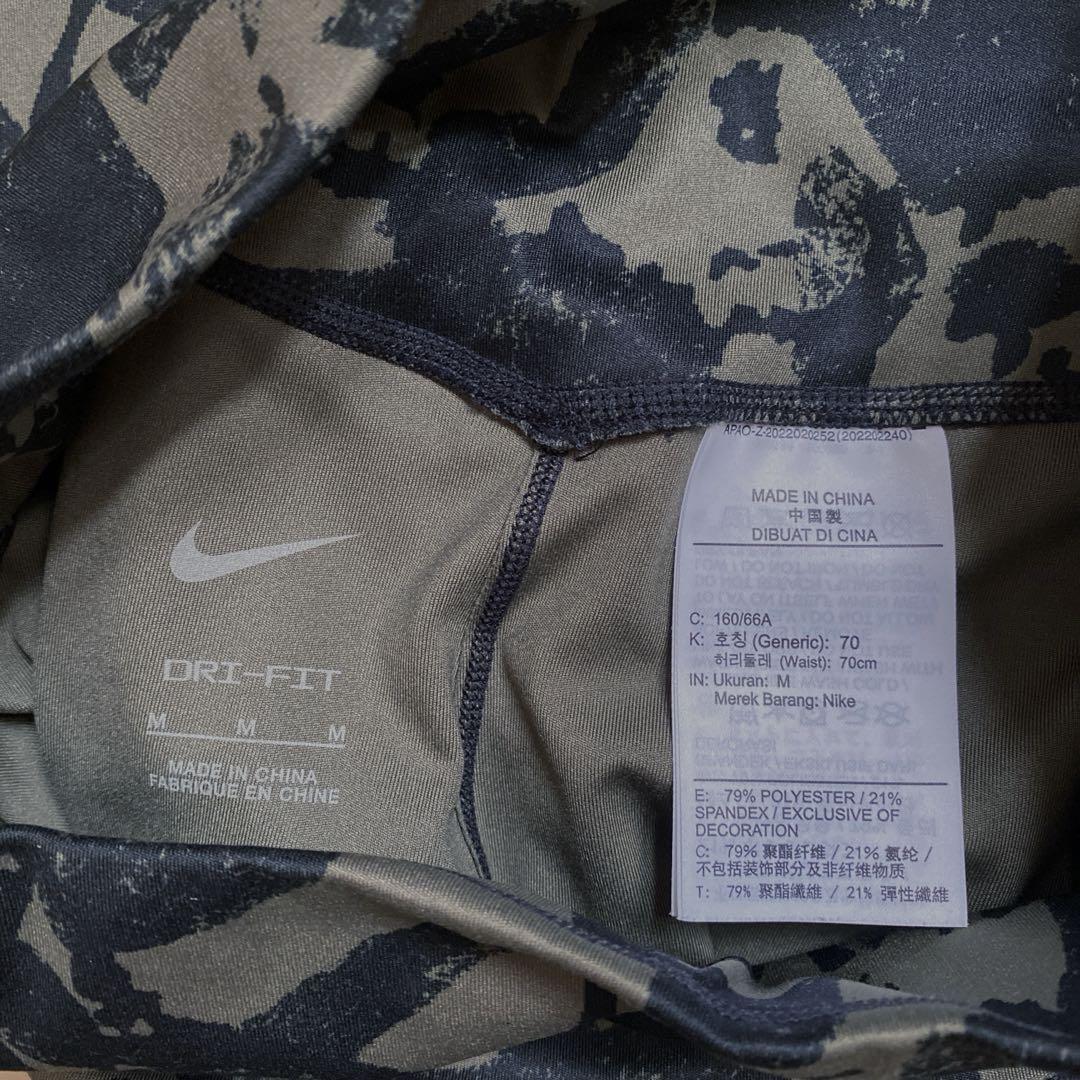 DRI-FIT
M M M
MADE IN CHINA
FABRIQUE EN CHINE
APAO-Z-2022020252 (202202240)
MADE IN CHINA
中国製
DIBUAT DI CINA
C: 160/66A
K: 호칭 (Generic): 70
허리둘레 (Waist): 70cm
IN: Ukuran: M
Merek Barang: Nike
E: 79% POLYESTER / 21%
SPANDEX / EXCLUSIVE OF
DECORATION
C: 79% 聚酯纤维 / 21% 氨纶 /
不包括装饰部分及非纤维物质
T: 79% 聚酯纖維 / 21% 彈性纖維